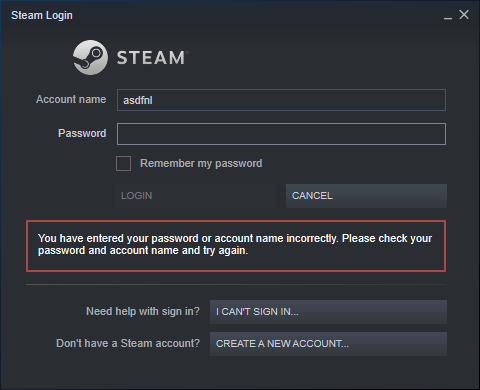 Steam Login
STEAM
Account name
asdfnl
Password
Remember my password
LOGIN
CANCEL
You have entered your password or account name incorrectly. Please check your
password and account name and try again.
Need help with sign in?
I CAN'T SIGN IN...
Don't have a Steam account?
CREATE A NEW ACCOUNT...